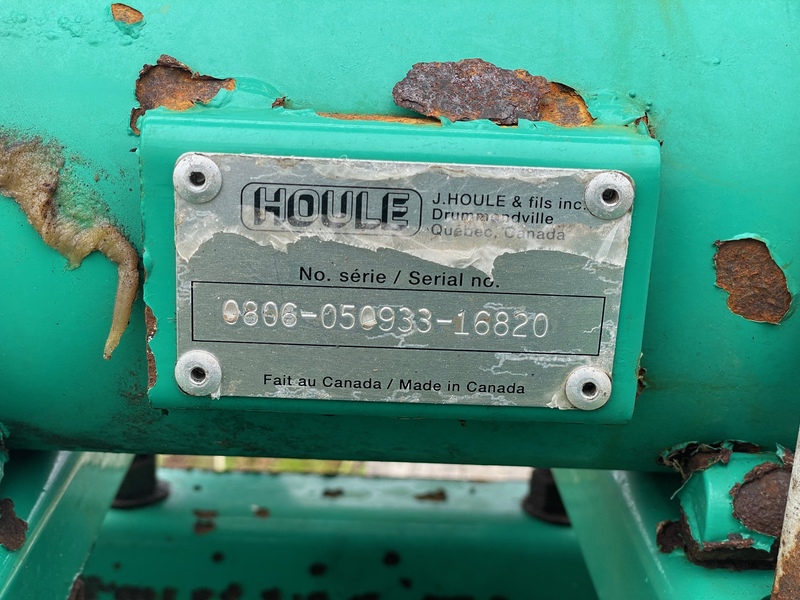 HOULE
J.HOULE & fils inc.
Drummondville
Québec, Canada
No. série / Serial no.
0806-050933-16820
Fait au Canada / Made in Canada